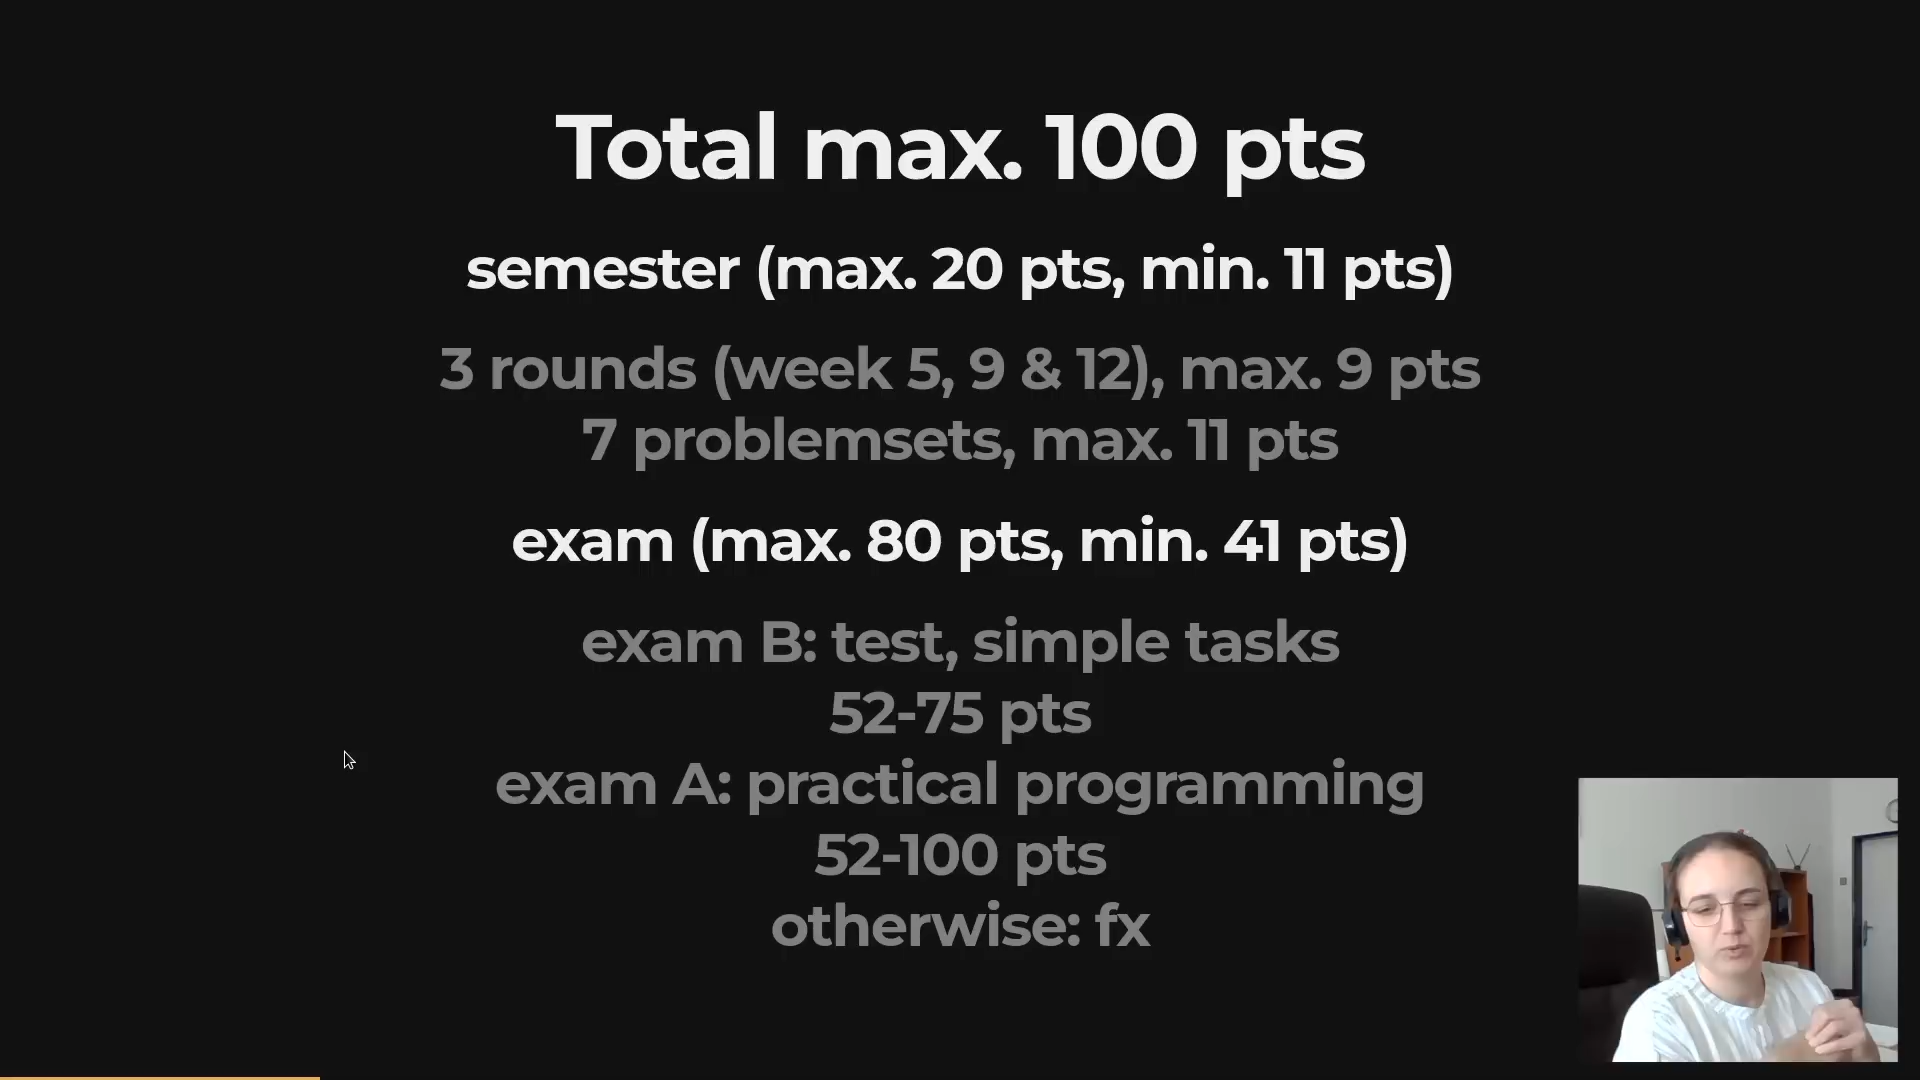 Total max. 100 pts
semester (max. 20 pts, min. 11 pts)
3 rounds (week 5, 9 & 12), max. 9 pts
7 problemsets, max. 11 pts
exam (max. 80 pts, min. 41 pts)
exam B: test, simple tasks
52-75 pts
exam A: practical programming
52-100 pts
otherwise: fx